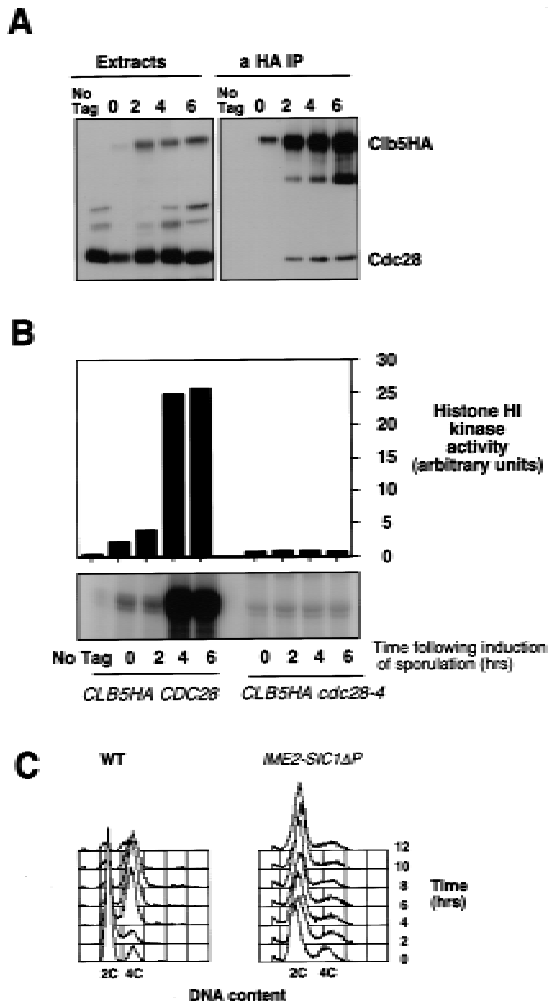 A
Extracts
a HA IP
No Tag 0 2 4 6
No Tag 0 2 4 6
Clb5HA
Cdc28
B
30
25
20
15
10
5
0
Histone HI
kinase
activity
(arbitrary units)
No Tag 0 2 4 6
0 2 4 6
Time following induction
of sporulation (hrs)
CLB5HA CDC28
CLB5HA cdc28-4
C
WT
IME2-SIC1ΔP
12
10
8
6
4
2
0
Time
(hrs)
2C 4C
2C 4C
DNA content